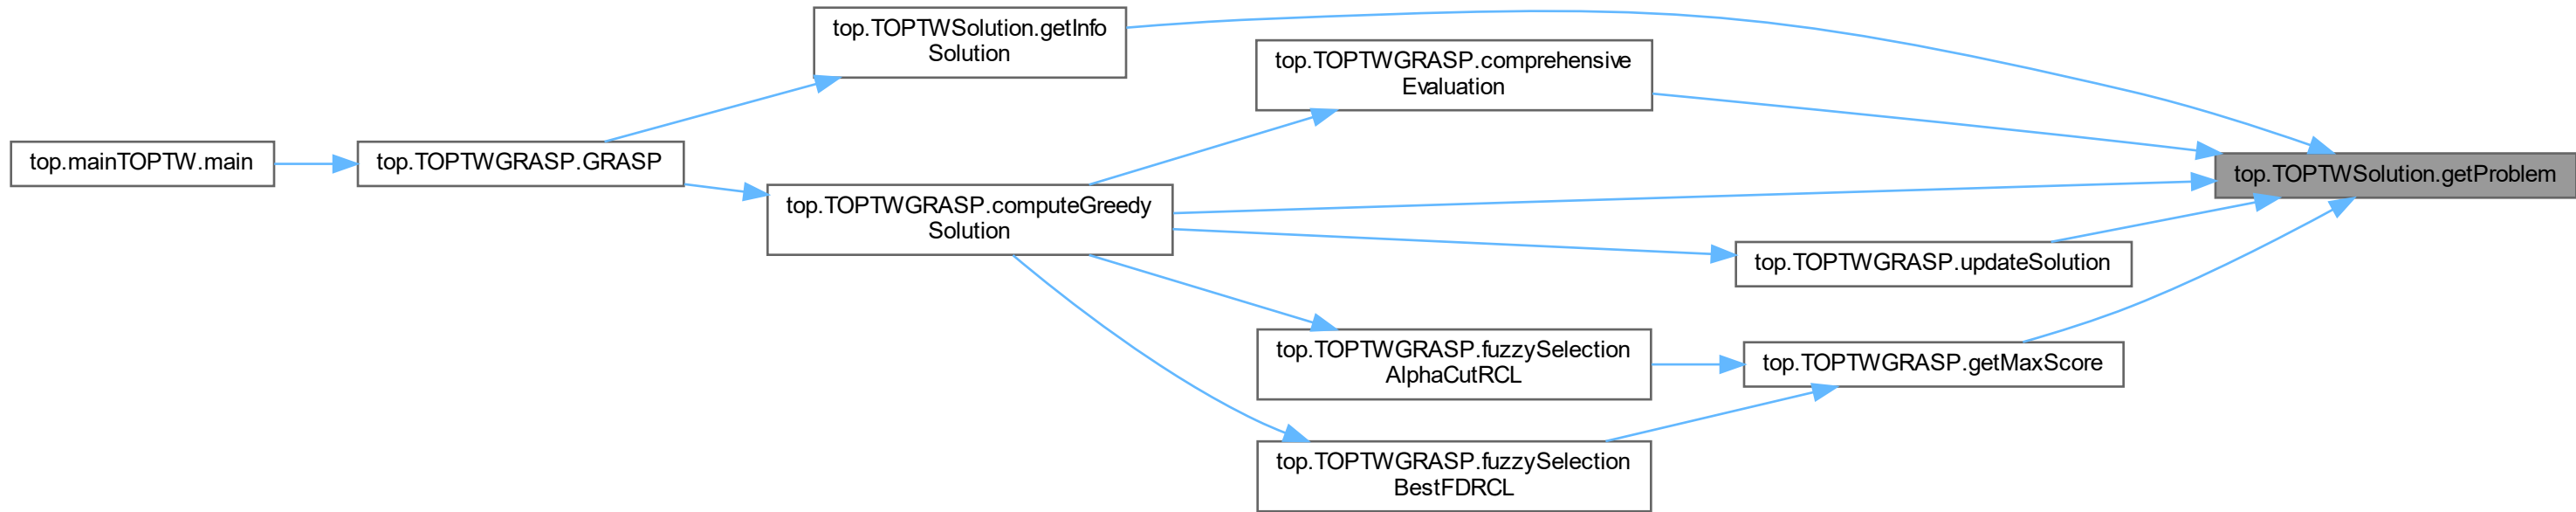 top.TOPTWSolution.getInfo
Solution
top.TOPTWGRASP.comprehensive
Evaluation
top.mainTOPTW.main
top.TOPTWGRASP.GRASP
top.TOPTWSolution.getProblem
top.TOPTWGRASP.computeGreedy
Solution
top.TOPTWGRASP.updateSolution
top.TOPTWGRASP.fuzzySelection
AlphaCutRCL
top.TOPTWGRASP.getMaxScore
top.TOPTWGRASP.fuzzySelection
BestFDRCL